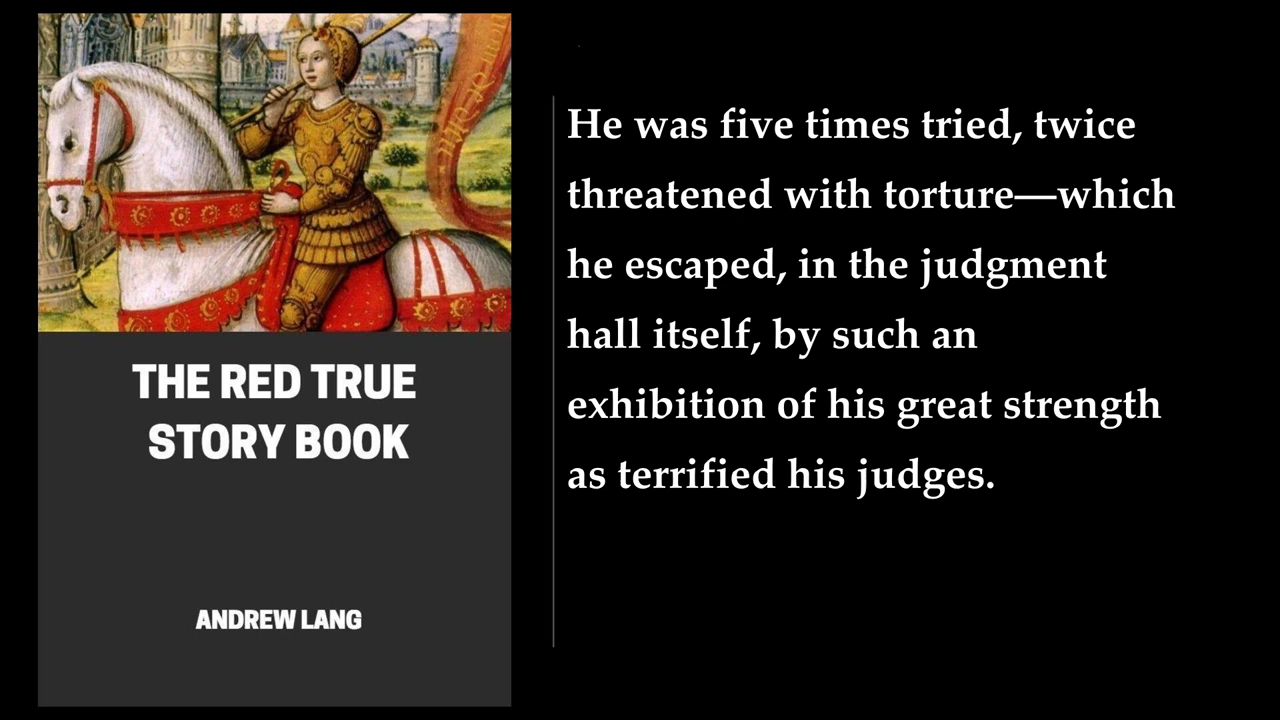 THE RED TRUE
STORY BOOK
ANDREW LANG
He was five times tried, twice
threatened with torture—which
he escaped, in the judgment
hall itself, by such an
exhibition of his great strength
as terrified his judges.